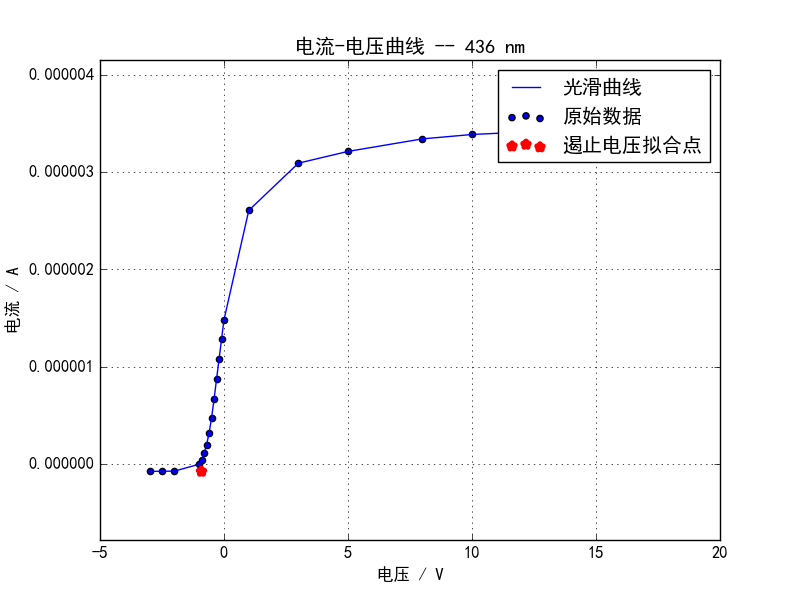 电流-电压曲线 -- 436 nm
光滑曲线
原始数据
遏止电压拟合点
0.000004
0.000003
0.000002
0.000001
0.000000
电流 / A
-5 0 5 10 15 20
电压 / V